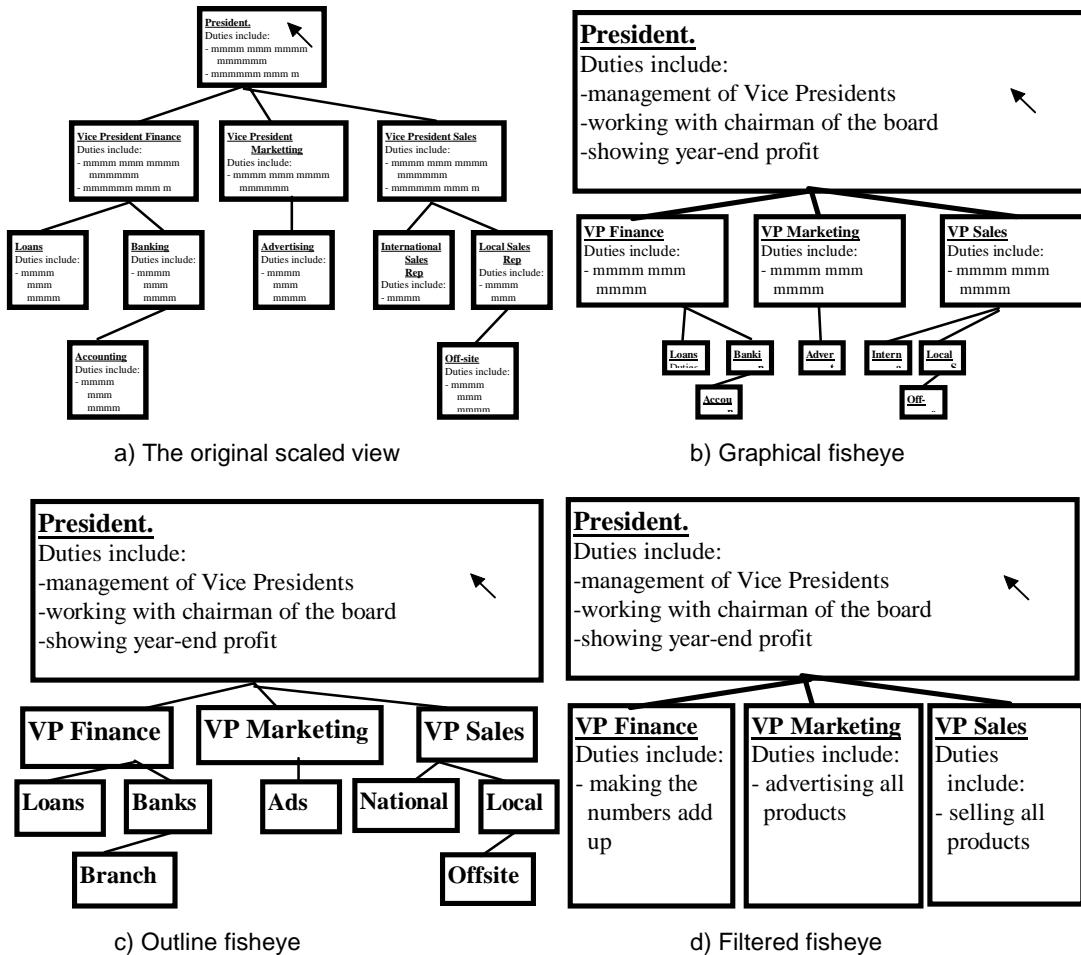 President.
Duties include:
- mmmm mmm mmmm
mmmmmm
- mmmmmm mmm m
Vice President Finance
Duties include:
- mmmm mmm mmmm
mmmmmm
- mmmmmm mmm m
Vice President
Marketting
Duties include:
- mmmm mmm mmmm
mmmmmm
Vice President Sales
Duties include:
- mmmm mmm mmmm
mmmmmm
- mmmmmm mmm m
Loans
Duties include:
- mmmm
mmm
mmmm
Banking
Duties include:
- mmmm
mmm
mmmm
Advertising
Duties include:
- mmmm
mmm
mmmm
International
Sales
Rep
Duties include:
- mmmm
Local Sales
Rep
Duties include:
- mmmm
mmm
Accounting
Duties include:
- mmmm
mmm
mmmm
Off-site
Duties include:
- mmmm
mmm
mmmm
a) The original scaled view
President.
Duties include:
-management of Vice Presidents
-working with chairman of the board
-showing year-end profit
VP Finance
Duties include:
- mmmm mmm
mmmm
VP Marketing
Duties include:
- mmmm mmm
mmmm
VP Sales
Duties include:
- mmmm mmm
mmmm
Loans
Duties
Banki
Adver
Intern
Local
Accou
Off-
b) Graphical fisheye
President.
Duties include:
-management of Vice Presidents
-working with chairman of the board
-showing year-end profit
VP Finance
VP Marketing
VP Sales
Loans
Banks
Ads
National
Local
Branch
Offsite
c) Outline fisheye
President.
Duties include:
-management of Vice Presidents
-working with chairman of the board
-showing year-end profit
VP Finance
Duties include:
- making the
numbers add
up
VP Marketing
Duties include:
- advertising all
products
VP Sales
Duties
include:
- selling all
products
d) Filtered fisheye